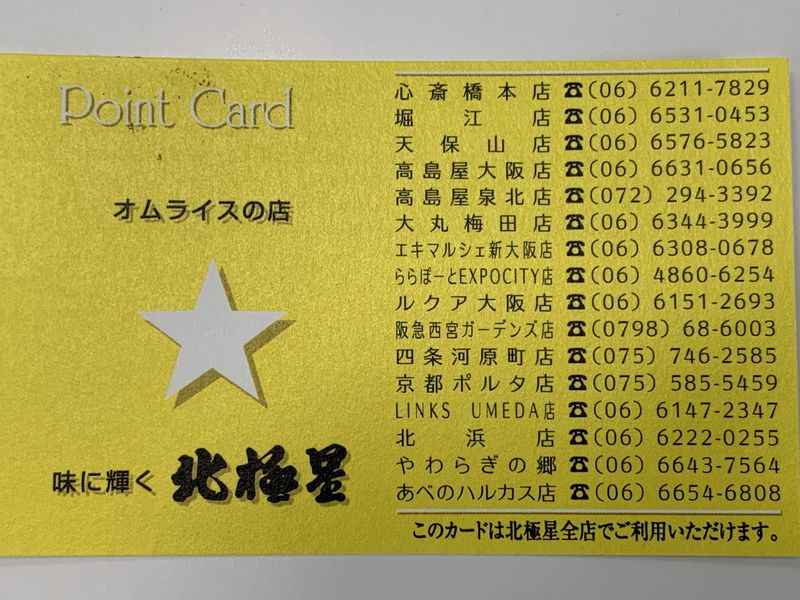 Point Card
オムライスの店
味に輝く 北極星
心斎橋本店 ☎(06) 6211-7829
堀江店 ☎(06) 6531-0453
天保山店 ☎(06) 6576-5823
高島屋大阪店 ☎(06) 6631-0656
高島屋泉北店 ☎(072) 294-3392
大丸梅田店 ☎(06) 6344-3999
エキマルシェ新大阪店 ☎(06) 6308-0678
ららぽーとEXPOCITY店 ☎(06) 4860-6254
ルクア大阪店 ☎(06) 6151-2693
阪急西宮ガーデンズ店 ☎(0798) 68-6003
四条河原町店 ☎(075) 746-2585
京都ポルタ店 ☎(075) 585-5459
LINKS UMEDA店 ☎(06) 6147-2347
北浜店 ☎(06) 6222-0255
やわらぎの郷 ☎(06) 6643-7564
あべのハルカス店 ☎(06) 6654-6808
このカードは北極星全店でご利用いただけます。